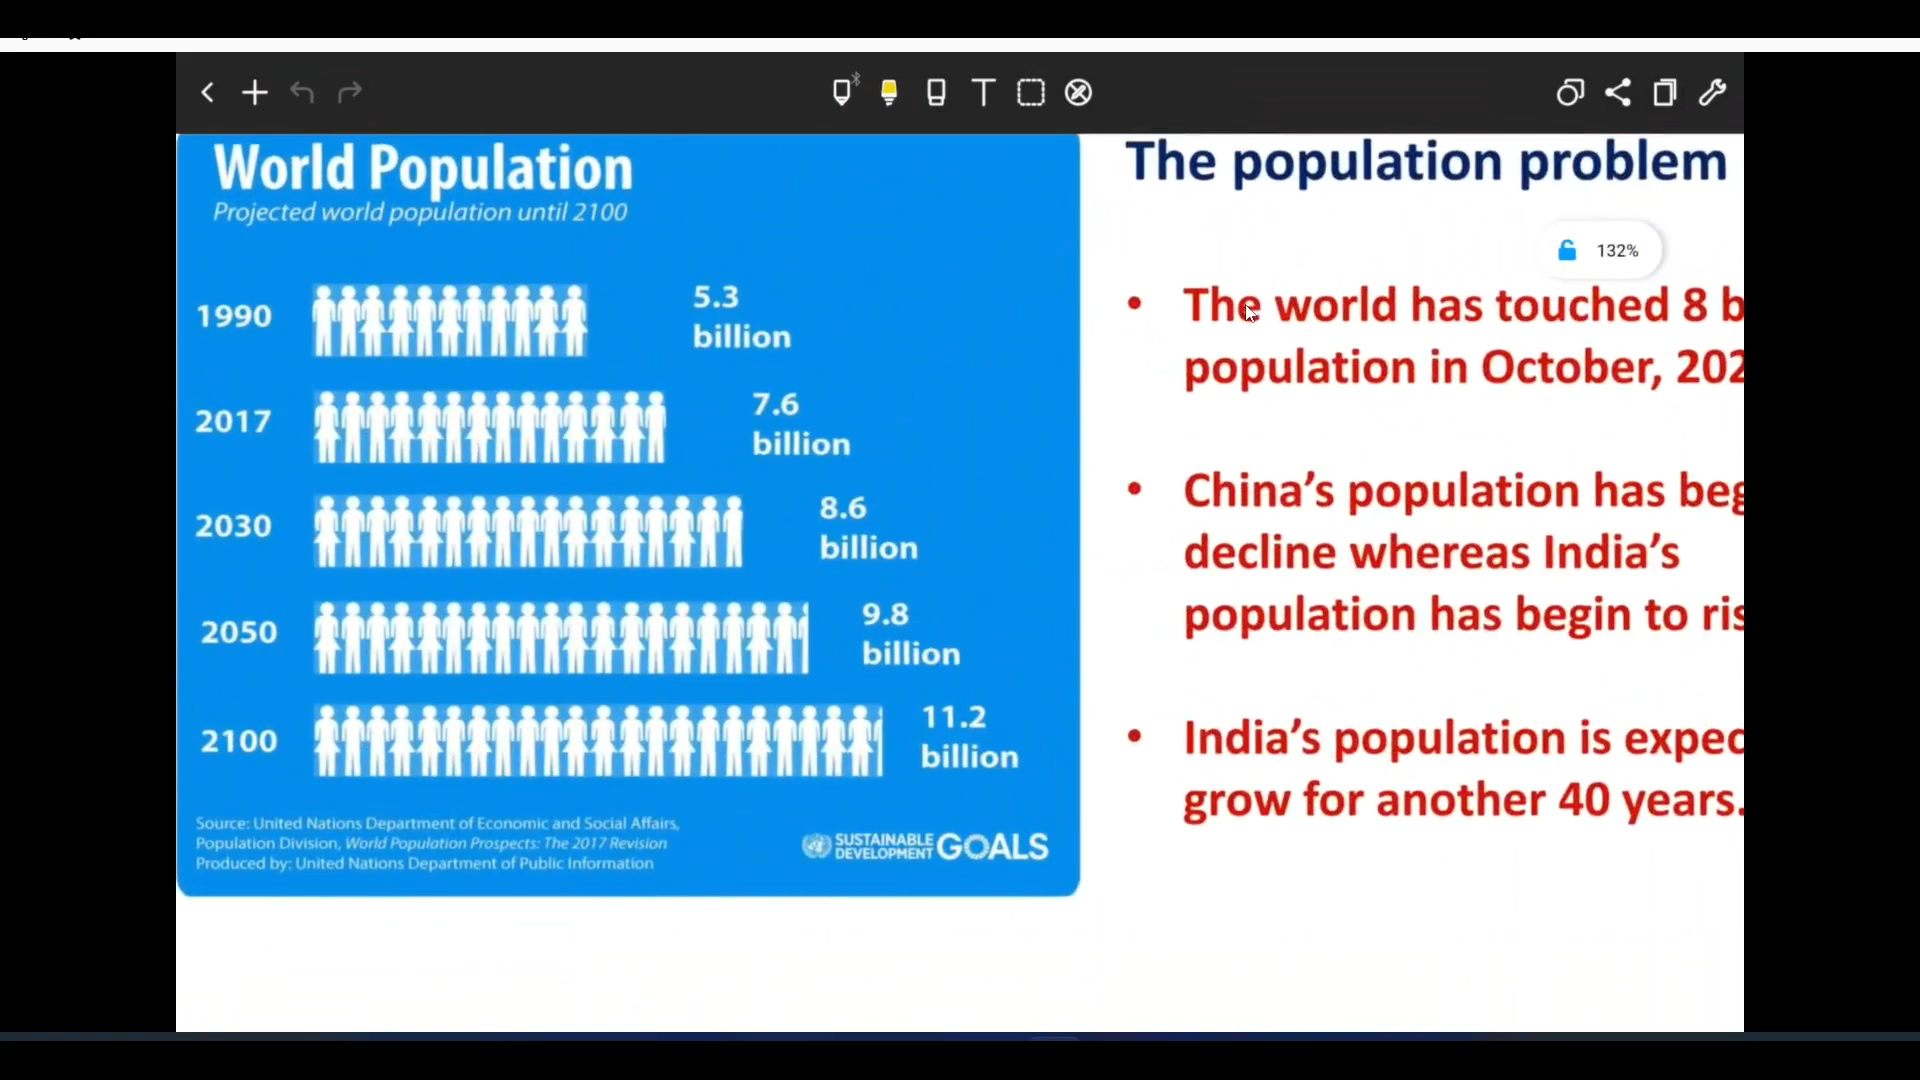 World Population
Projected world population until 2100
1990
5.3
billion
2017
7.6
billion
2030
8.6
billion
2050
9.8
billion
2100
11.2
billion
Source: United Nations Department of Economic and Social Affairs,
Population Division, World Population Prospects: The 2017 Revision
Produced by: United Nations Department of Public Information
SUSTAINABLE
DEVELOPMENT GOALS
The population problem
132%
• The world has touched 8 b
population in October, 202
• China’s population has beg
decline whereas India’s
population has begin to ris
• India’s population is expec
grow for another 40 years.